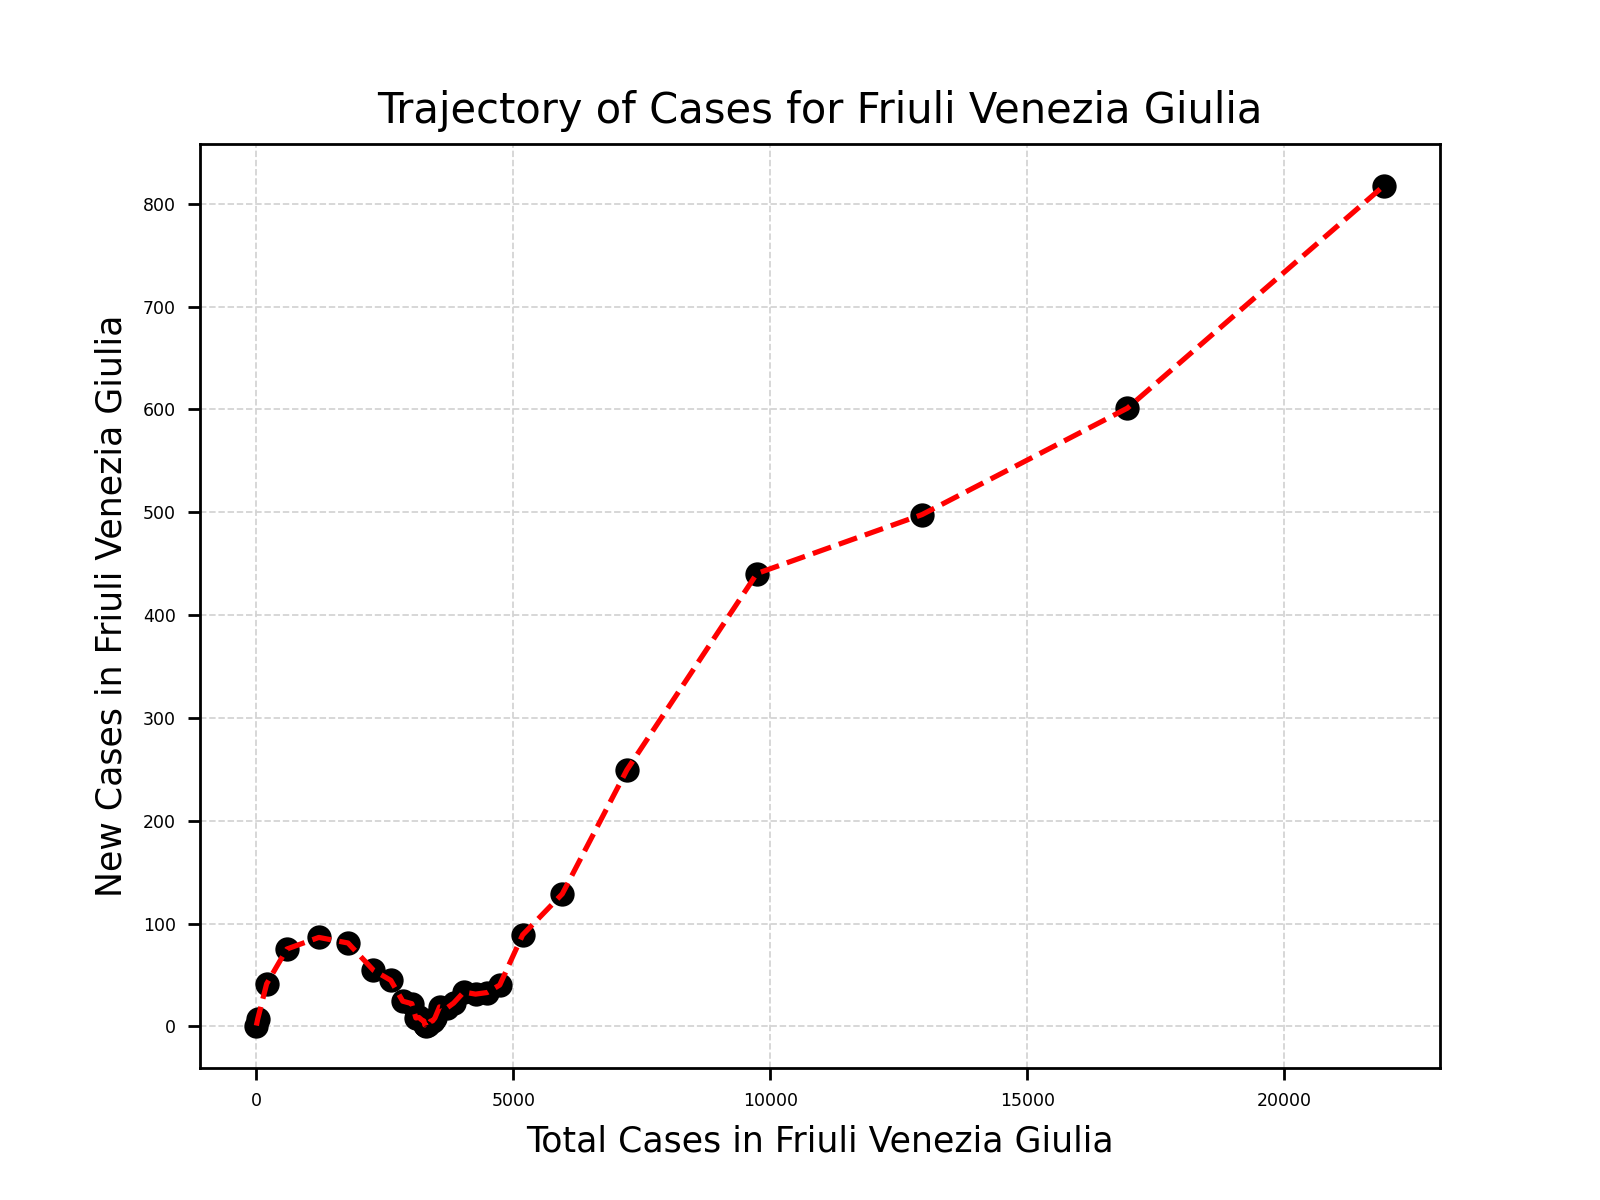 Trajectory of Cases for Friuli Venezia Giulia
New Cases in Friuli Venezia Giulia
800
700
600
500
400
300
200
100
0
0 5000 10000 15000 20000
Total Cases in Friuli Venezia Giulia